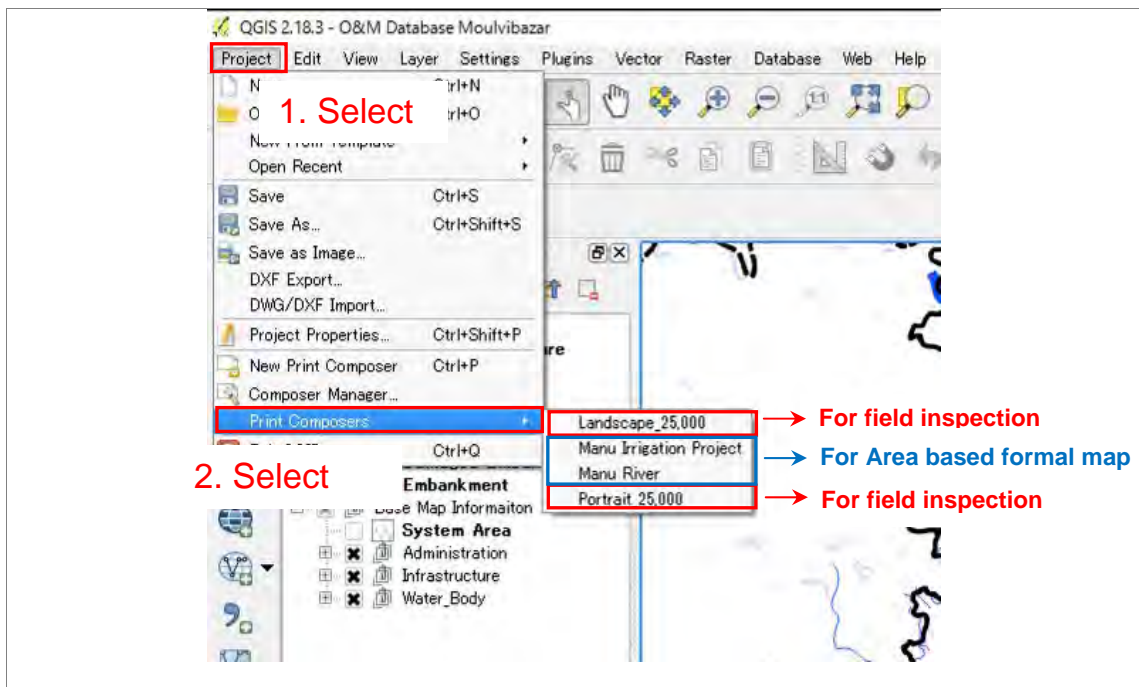 QGIS 2.18.3 - O&M Database Moulvibazar
Project Edit View Layer Settings Plugins Vector Raster Database Web Help
1. Select
Ctrl+N
Ctrl+O
Open Recent
Save Ctrl+S
Save As... Ctrl+Shift+S
Save as Image...
DXF Export...
DWG/DXF Import...
Project Properties... Ctrl+Shift+P
New Print Composer Ctrl+P
Composer Manager...
Print Composers
Landscape_25,000 For field inspection
Ctrl+Q
Manu Irrigation Project For Area based formal map
Manu River
Portrait 25,000 For field inspection
2. Select
Embankment
Map Informaiton
System Area
Administration
Infrastructure
Water_Body